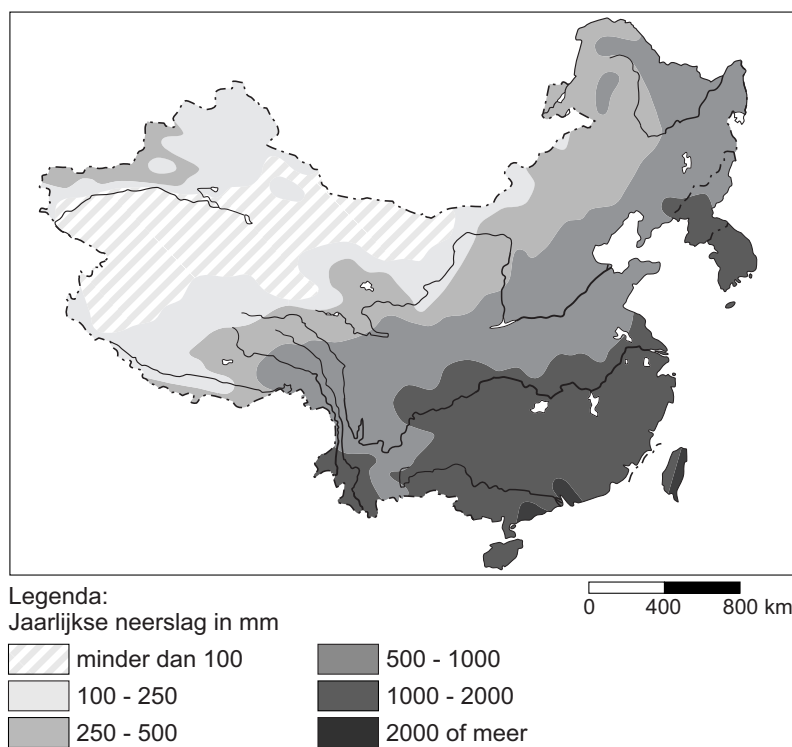 0 400 800 km
Legenda:
Jaarlijkse neerslag in mm
minder dan 100
100 - 250
250 - 500
500 - 1000
1000 - 2000
2000 of meer